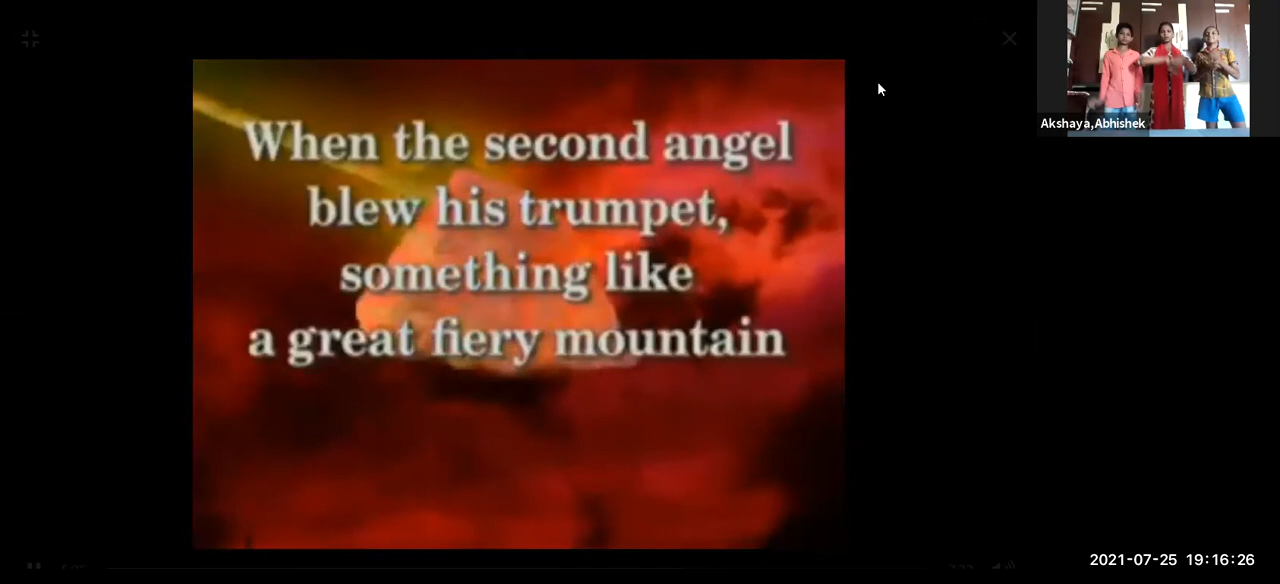 When the second angel
blew his trumpet,
something like
a great fiery mountain
Akshaya,Abhishek
2021-07-25 19:16:26